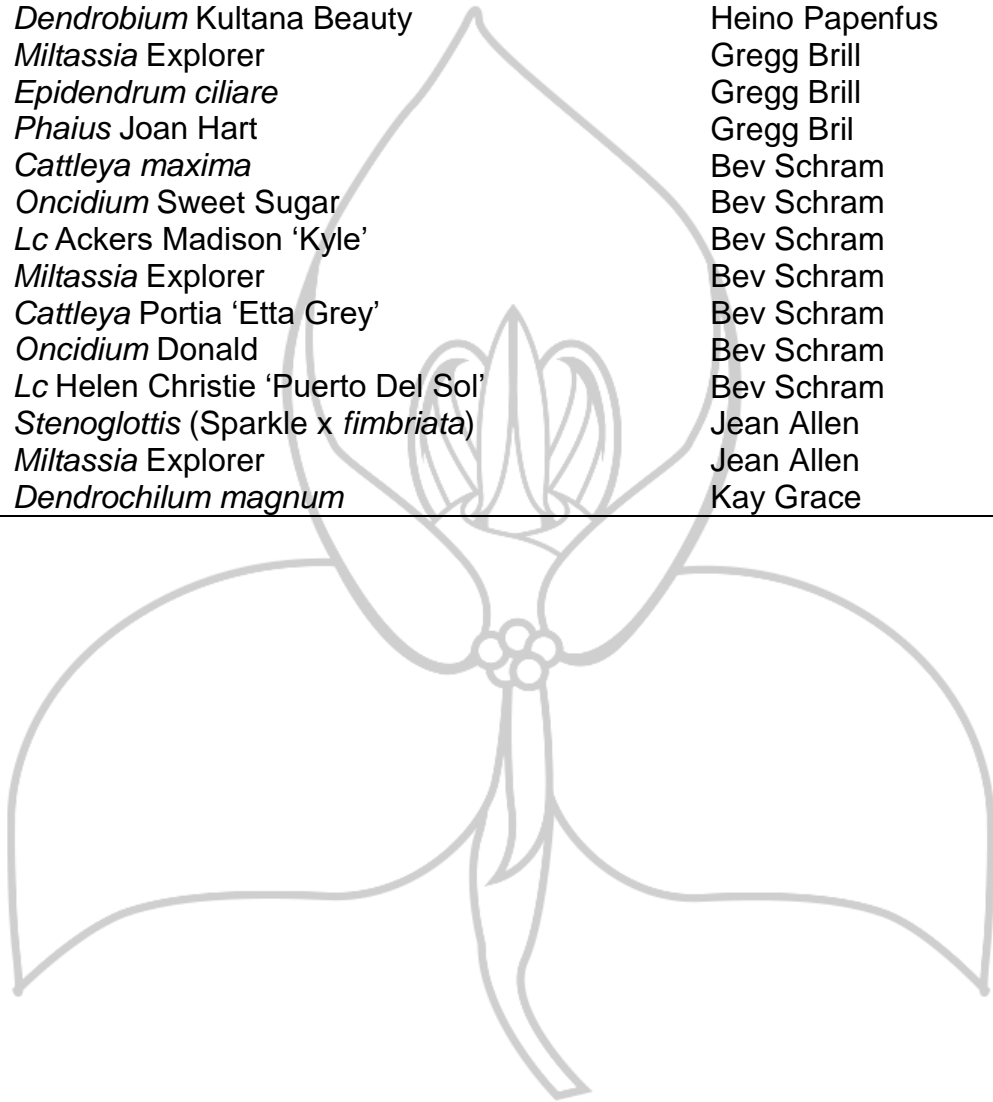 Dendrobium Kultana Beauty Heino Papenfus
Miltassia Explorer Gregg Brill
Epidendrum ciliare Gregg Brill
Phaius Joan Hart Gregg Bril
Cattleya maxima Bev Schram
Oncidium Sweet Sugar Bev Schram
Lc Ackers Madison ‘Kyle’ Bev Schram
Miltassia Explorer Bev Schram
Cattleya Portia ‘Etta Grey’ Bev Schram
Oncidium Donald Bev Schram
Lc Helen Christie ‘Puerto Del Sol’ Bev Schram
Stenoglottis (Sparkle x fimbriata) Jean Allen
Miltassia Explorer Jean Allen
Dendrochilum magnum Kay Grace